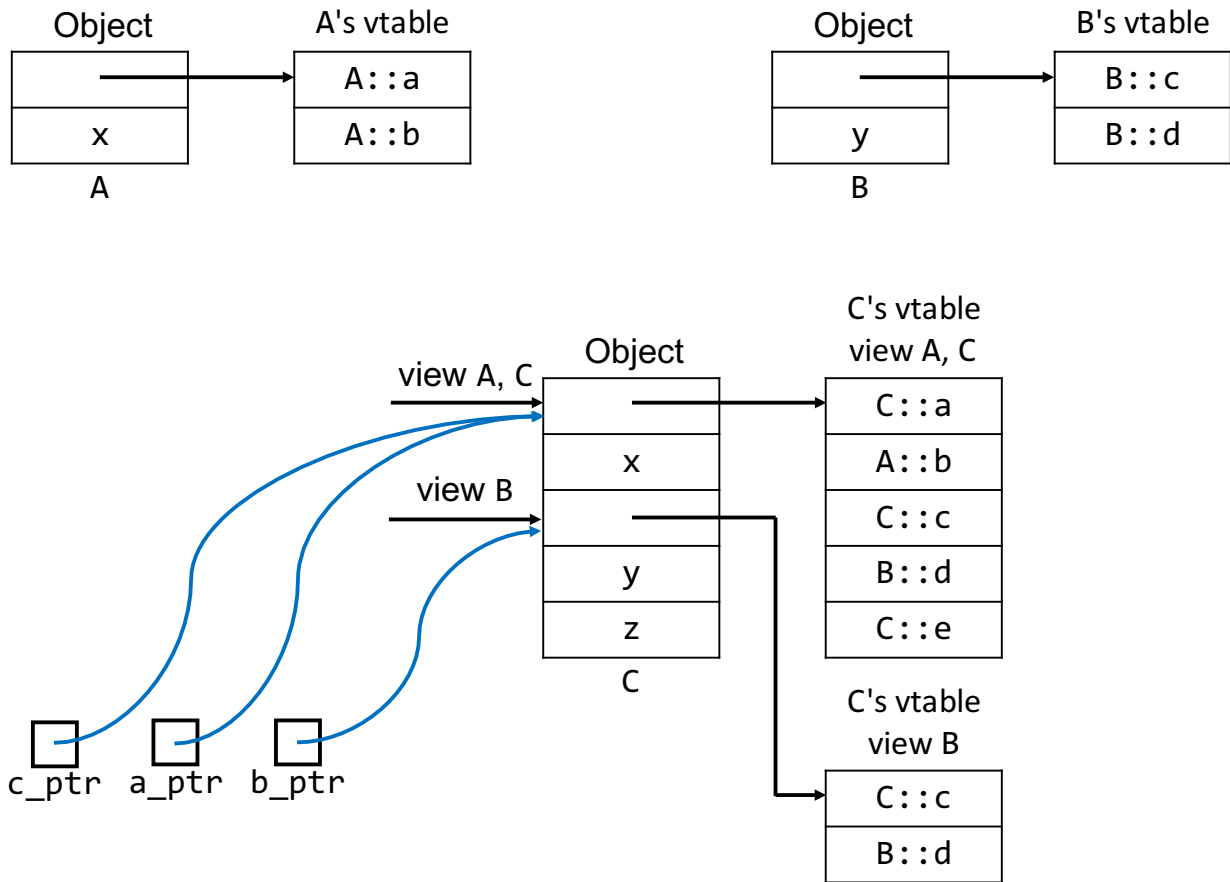 Object
A's vtable
A::a
x
A::b
A
Object
B's vtable
B::c
y
B::d
B
C's vtable
view A, C
Object
view A, C
C::a
x
A::b
view B
C::c
y
B::d
z
C::e
C
C's vtable
view B
c_ptr
a_ptr
b_ptr
C::c
B::d